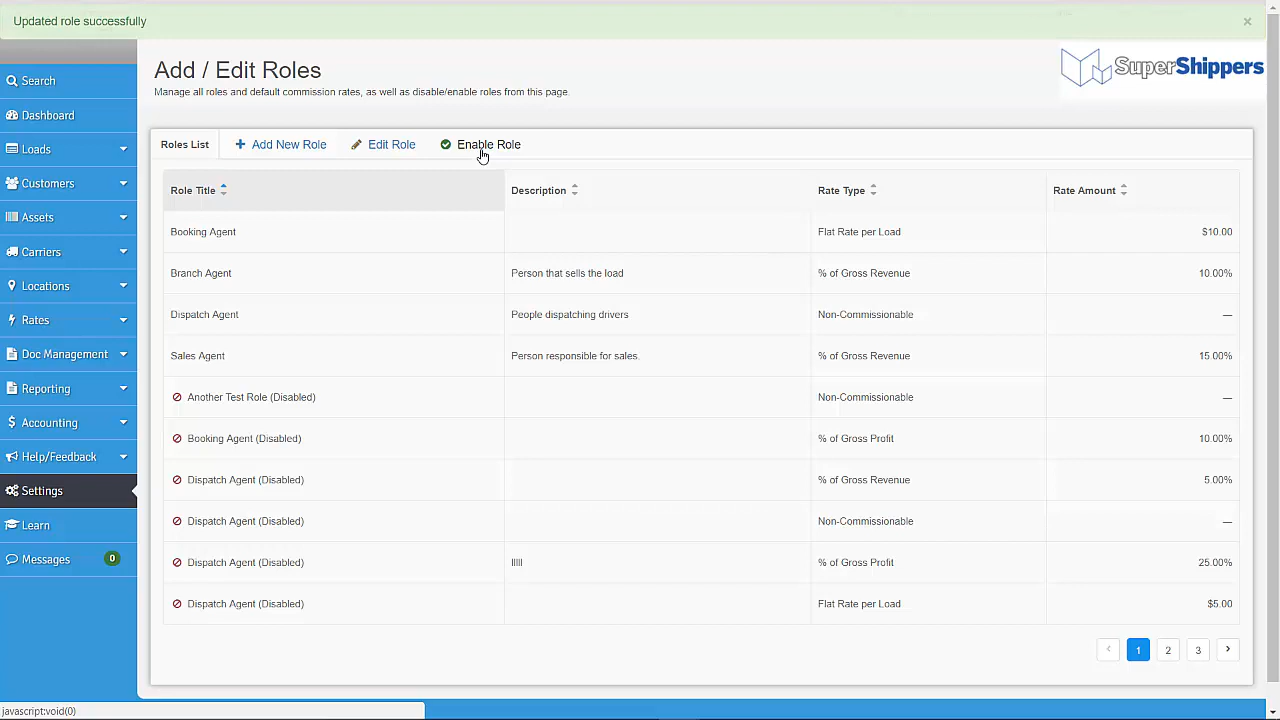 Updated role successfully
×
Search
Dashboard
Loads
Customers
Assets
Carriers
Locations
Rates
Doc Management
Reporting
Accounting
Help/Feedback
Settings
Learn
Messages 0
Add / Edit Roles
Manage all roles and default commission rates, as well as disable/enable roles from this page.
SuperShippers
Roles List Add New Role Edit Role Enable Role
Role Title Description Rate Type Rate Amount
Booking Agent Flat Rate per Load $10.00
Branch Agent Person that sells the load % of Gross Revenue 10.00%
Dispatch Agent People dispatching drivers Non-Commissionable —
Sales Agent Person responsible for sales. % of Gross Revenue 15.00%
Another Test Role (Disabled) Non-Commissionable —
Booking Agent (Disabled) % of Gross Profit 10.00%
Dispatch Agent (Disabled) % of Gross Revenue 5.00%
Dispatch Agent (Disabled) Non-Commissionable —
Dispatch Agent (Disabled) lllll % of Gross Profit 25.00%
Dispatch Agent (Disabled) Flat Rate per Load $5.00
‹ 1 2 3 ›
javascript:void(0)